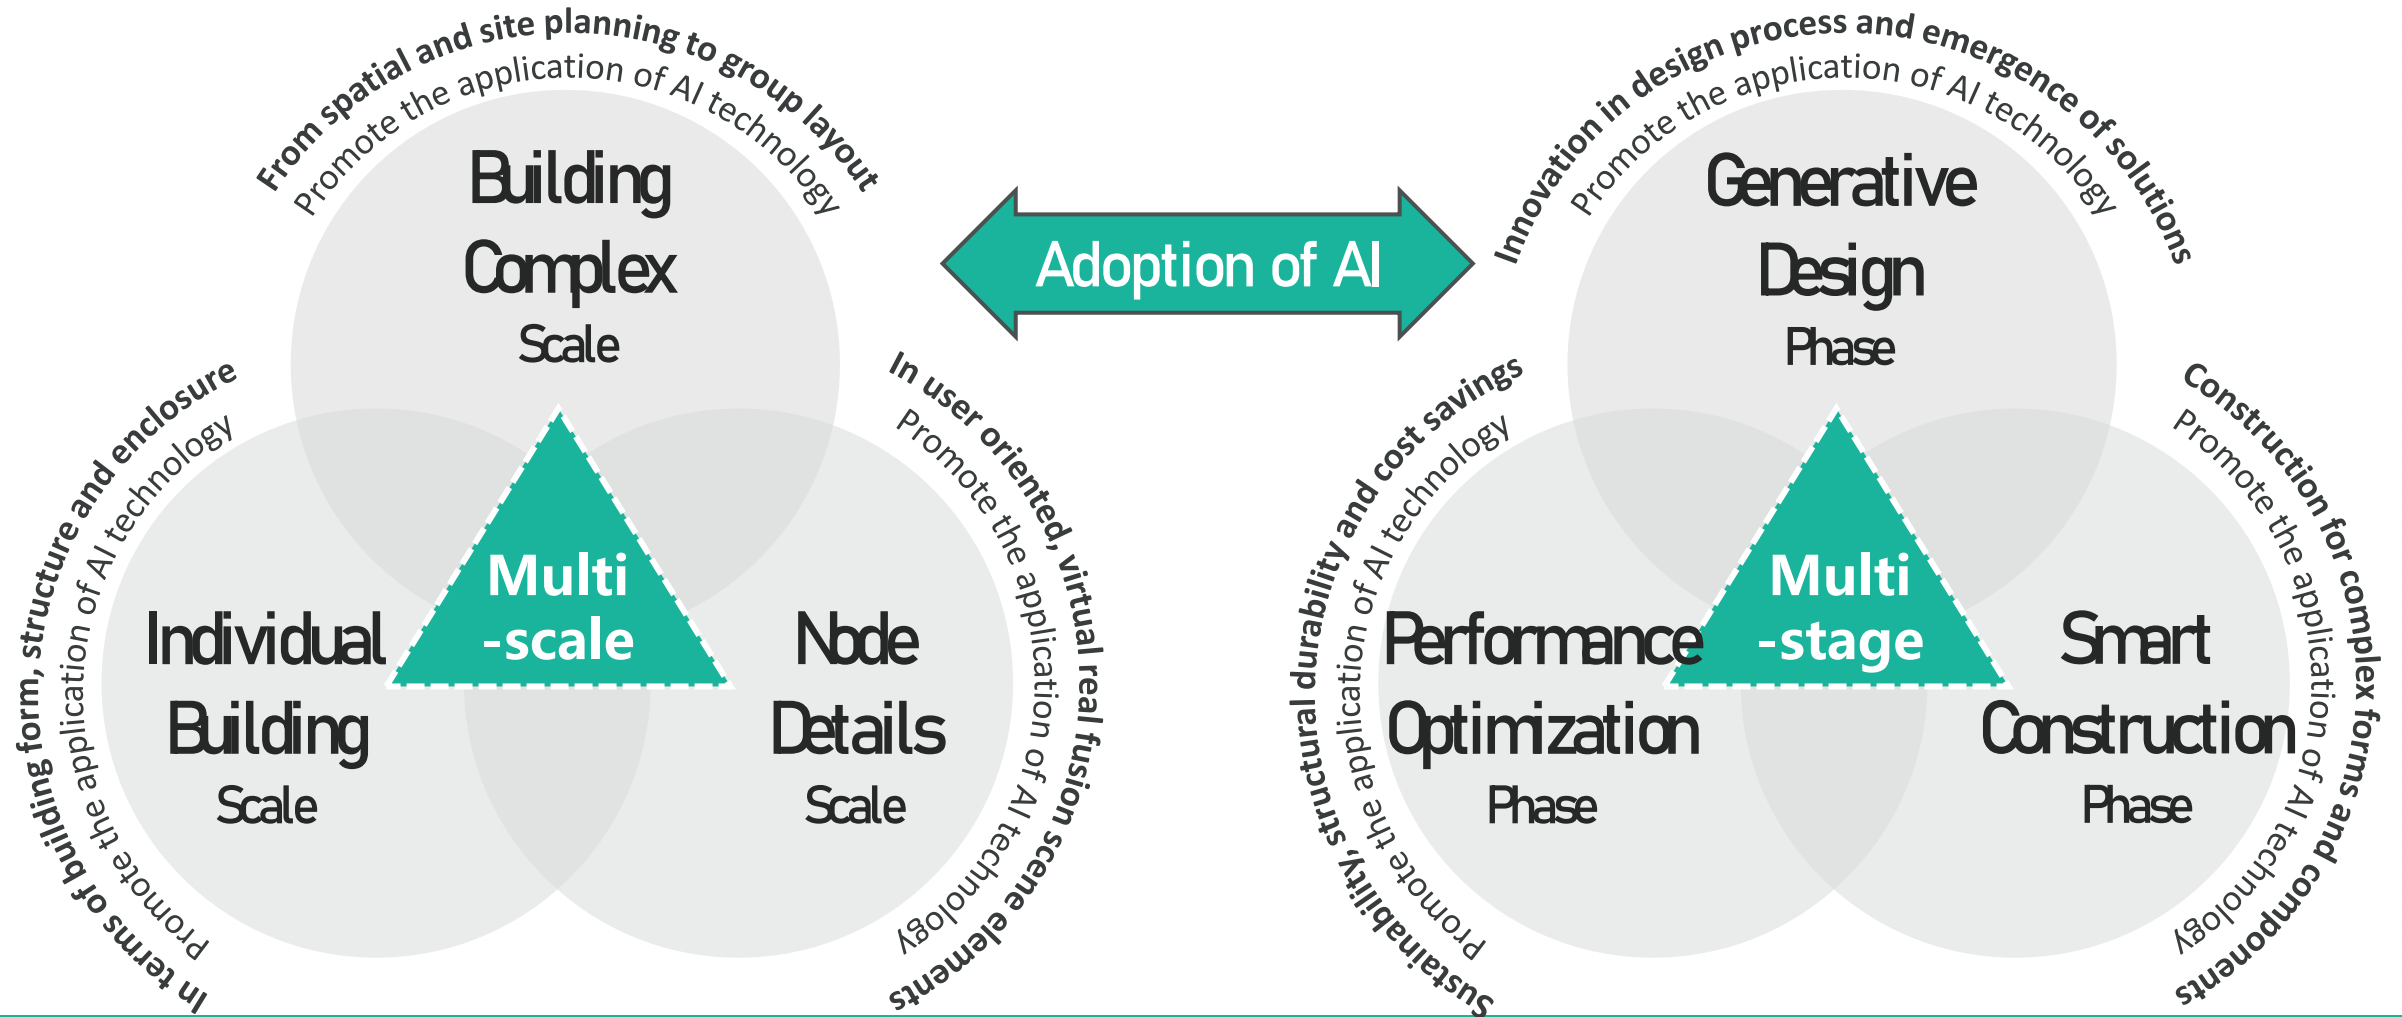 From spatial and site planning to group layout
Promote the application of AI technology
Building
Complex
Scale
In terms of building form, structure and enclosure
Promote the application of AI technology
Individual
Building
Scale
Multi
-scale
In user oriented, virtual real fusion scene elements
Promote the application of AI technology
Node
Details
Scale
Adoption of AI
Innovation in design process and emergence of solutions
Promote the application of AI technology
Generative
Design
Phase
Sustainability, structural durability and cost savings
Promote the application of AI technology
Performance
Optimization
Phase
Multi
-stage
Construction for complex forms and components
Promote the application of AI technology
Smart
Construction
Phase